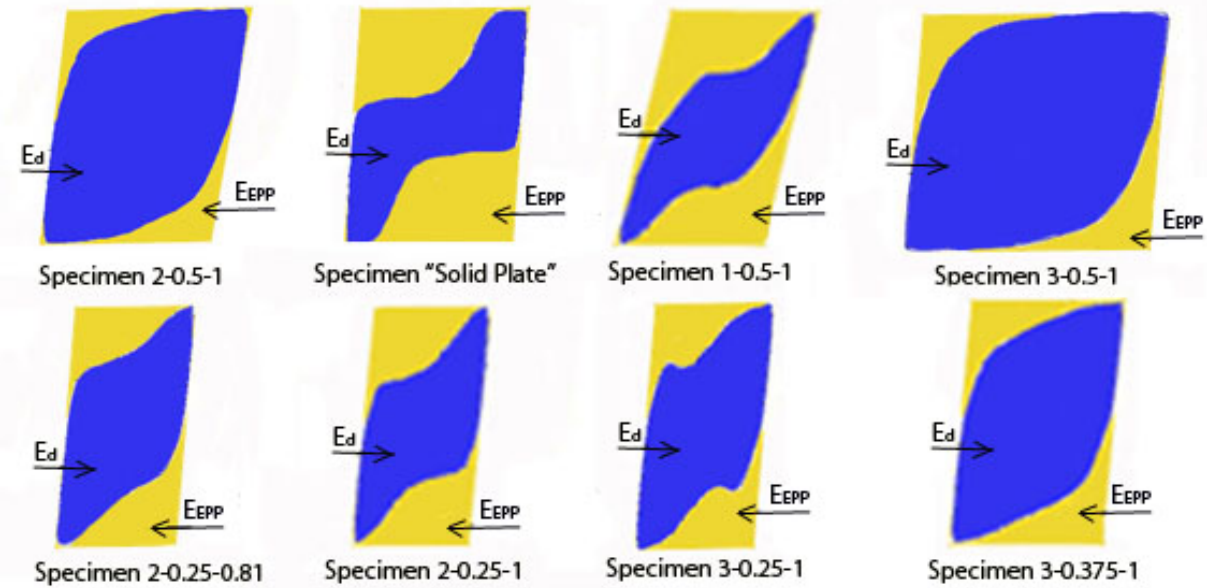 Ed
EEPP
Specimen 2-0.5-1
Ed
EEPP
Specimen “Solid Plate”
Ed
EEPP
Specimen 1-0.5-1
Ed
EEPP
Specimen 3-0.5-1
Ed
EEPP
Specimen 2-0.25-0.81
Ed
EEPP
Specimen 2-0.25-1
Ed
EEPP
Specimen 3-0.25-1
Ed
EEPP
Specimen 3-0.375-1